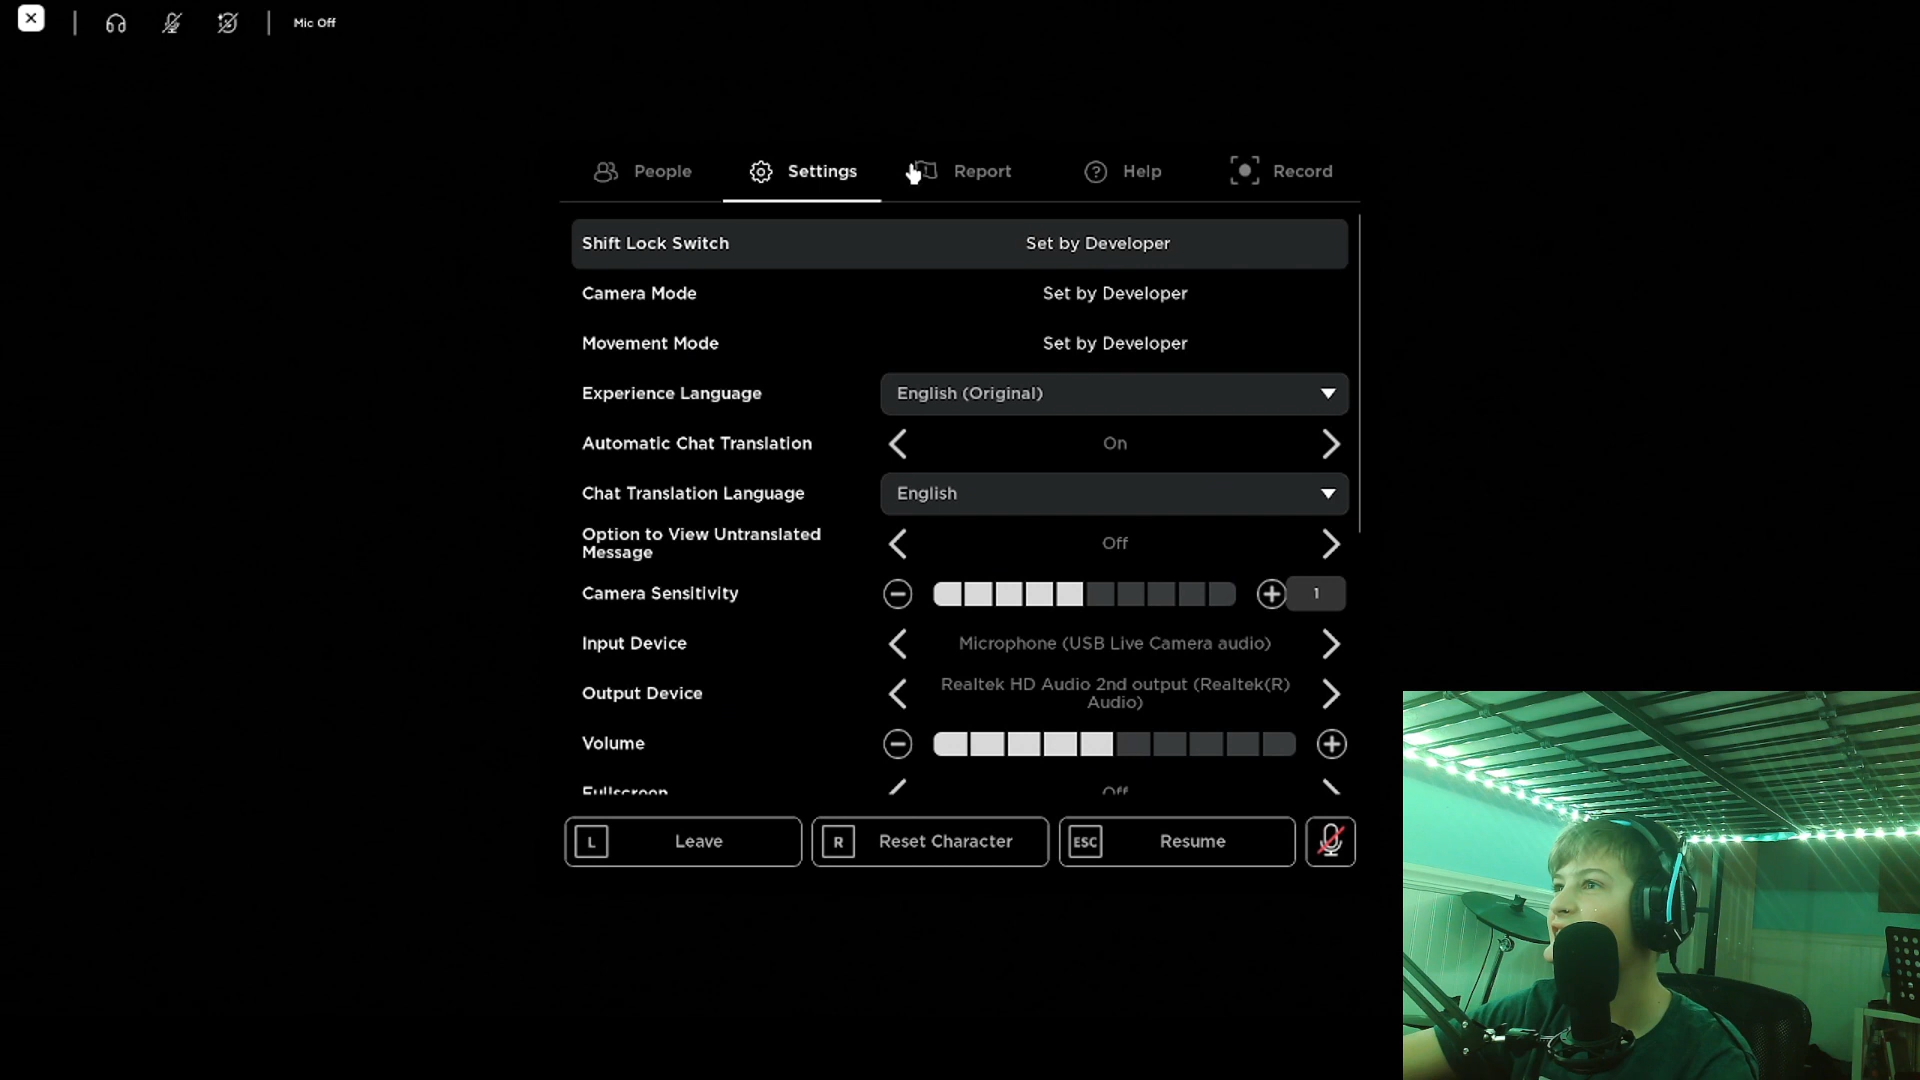 Mic Off
People
Settings
Report
Help
Record
Shift Lock Switch
Set by Developer
Camera Mode
Set by Developer
Movement Mode
Set by Developer
Experience Language
English (Original)
Automatic Chat Translation
On
Chat Translation Language
English
Option to View Untranslated
Message
Off
Camera Sensitivity
1
Input Device
Microphone (USB Live Camera audio)
Output Device
Realtek HD Audio 2nd output (Realtek(R)
Audio)
Volume
Fullscreen
Off
L
Leave
R
Reset Character
ESC
Resume